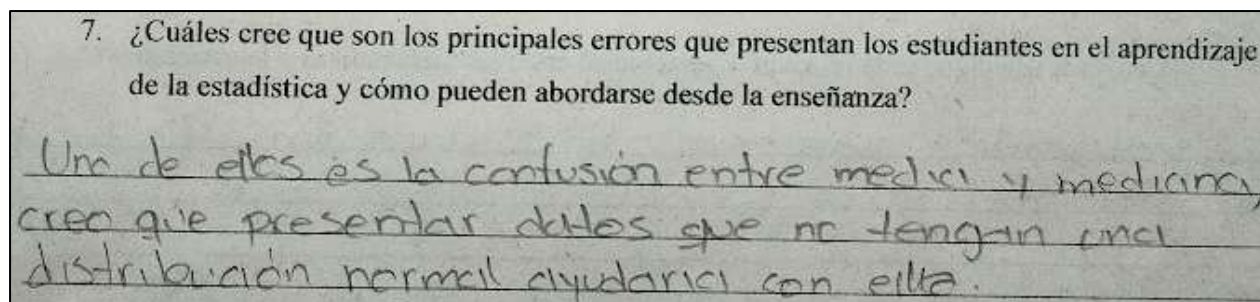 7. ¿Cuáles cree que son los principales errores que presentan los estudiantes en el aprendizaje
de la estadística y cómo pueden abordarse desde la enseñanza?
Uno de ellos es la confusión entre media y mediana,
creo que presentar datos que no tengan una
distribución normal ayudaria con ello.